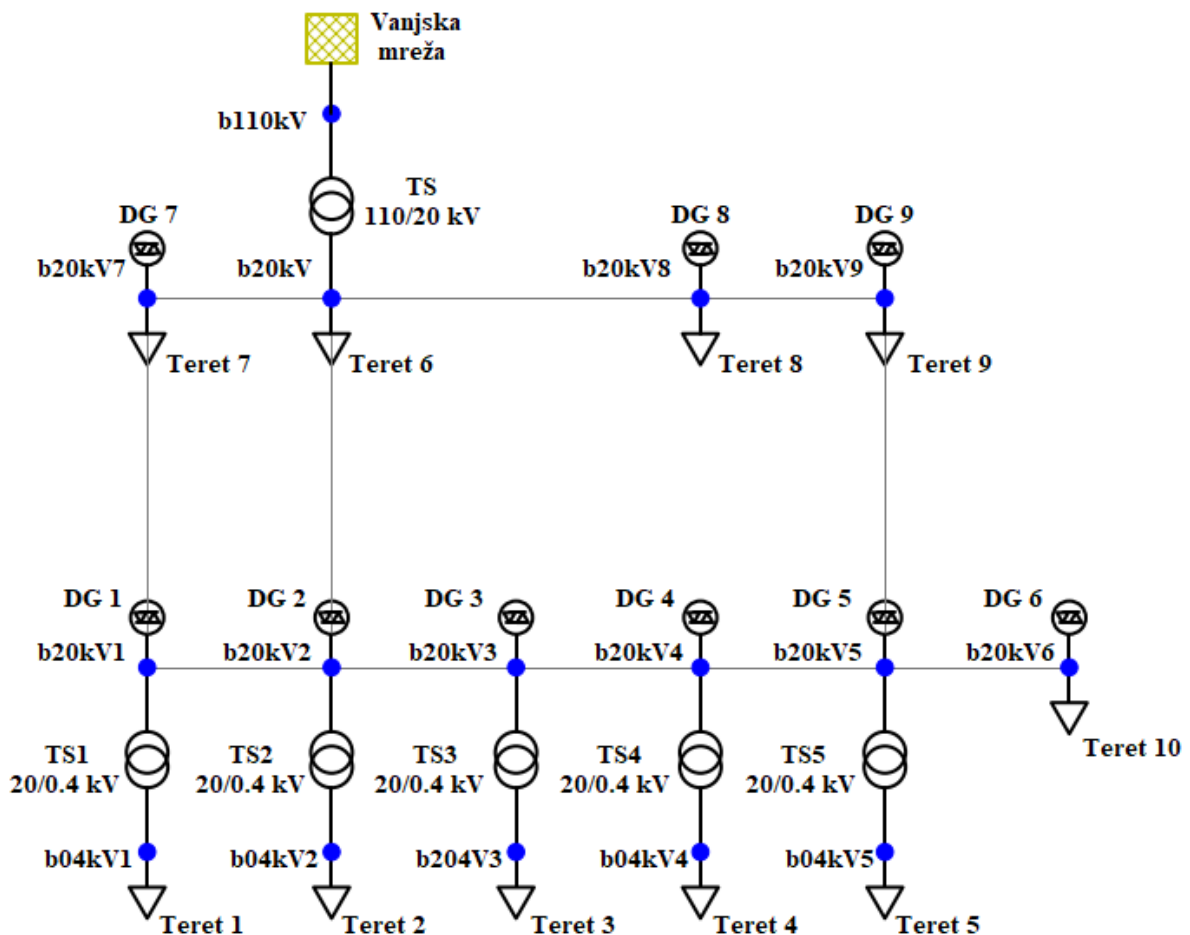 Vanjska
mreža
b110kV
TS
110/20 kV
DG 7
DG 8
DG 9
b20kV7
b20kV
b20kV8
b20kV9
Teret 7
Teret 6
Teret 8
Teret 9
DG 1
DG 2
DG 3
DG 4
DG 5
DG 6
b20kV1
b20kV2
b20kV3
b20kV4
b20kV5
b20kV6
Teret 10
TS1
20/0.4 kV
TS2
20/0.4 kV
TS3
20/0.4 kV
TS4
20/0.4 kV
TS5
20/0.4 kV
b04kV1
b04kV2
b204V3
b04kV4
b04kV5
Teret 1
Teret 2
Teret 3
Teret 4
Teret 5